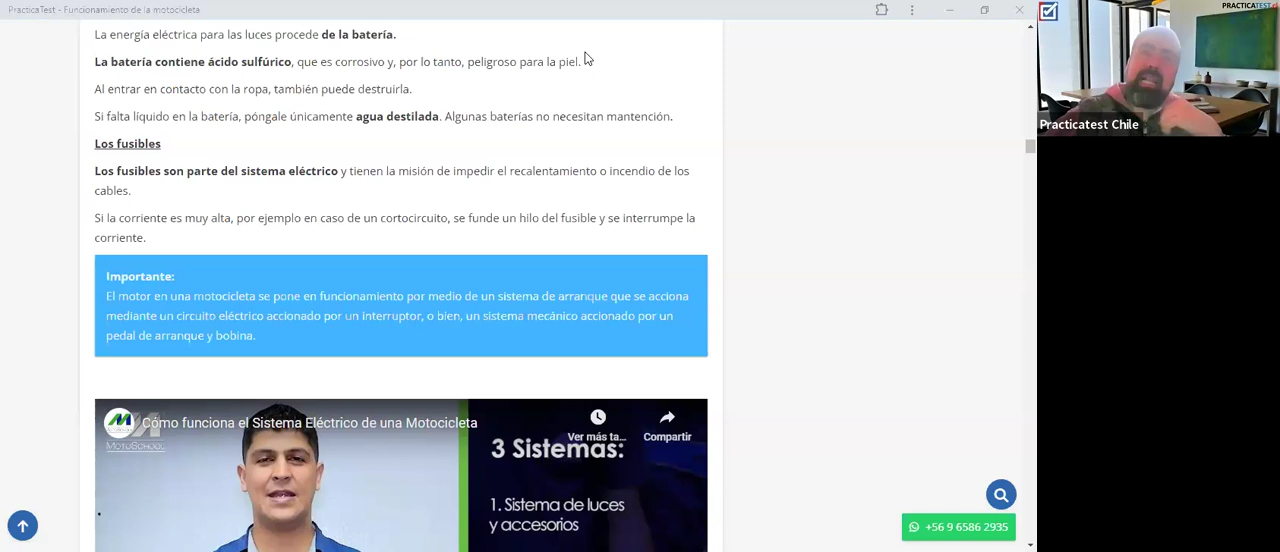 PracticaTest - Funcionamiento de la motocicleta
La energía eléctrica para las luces procede de la batería.
La batería contiene ácido sulfúrico, que es corrosivo y, por lo tanto, peligroso para la piel.
Al entrar en contacto con la ropa, también puede destruirla.
Si falta líquido en la batería, póngale únicamente agua destilada. Algunas baterías no necesitan mantención.
Los fusibles
Los fusibles son parte del sistema eléctrico y tienen la misión de impedir el recalentamiento o incendio de los
cables.
Si la corriente es muy alta, por ejemplo en caso de un cortocircuito, se funde un hilo del fusible y se interrumpe la
corriente.
Importante:
El motor en una motocicleta se pone en funcionamiento por medio de un sistema de arranque que se acciona
mediante un circuito eléctrico accionado por un interruptor, o bien, un sistema mecánico accionado por un
pedal de arranque y bobina.
Cómo funciona el Sistema Eléctrico de una Motocicleta
MOTOSCHOOL
Ver más ta...
Compartir
3 Sistemas:
1. Sistema de luces
y accesorios
+56 9 6586 2935
PRACTICATEST
Practicatest Chile